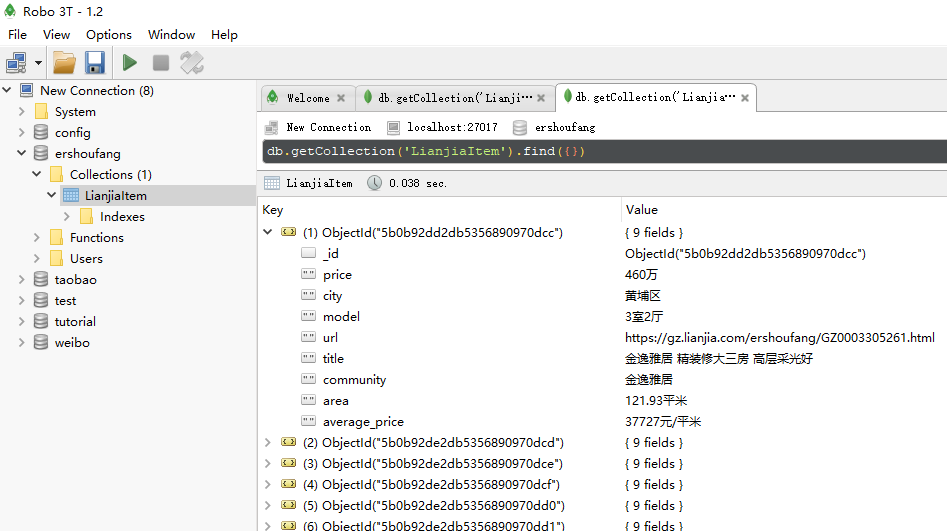 Robo 3T - 1.2
File View Options Window Help
New Connection (8)
System
config
ershoufang
Collections (1)
LianjiaItem
Indexes
Functions
Users
taobao
test
tutorial
weibo
Welcome db.getCollection('Lianji··· db.getCollection('Lianjia···
New Connection localhost:27017 ershoufang
db.getCollection('LianjiaItem').find({})
LianjiaItem 0.038 sec.
Key Value
(1) ObjectId("5b0b92dd2db5356890970dcc") { 9 fields }
_id ObjectId("5b0b92dd2db5356890970dcc")
price 460万
city 黄埔区
model 3室2厅
url https://gz.lianjia.com/ershoufang/GZ0003305261.html
title 金逸雅居 精装修大三房 高层采光好
community 金逸雅居
area 121.93平米
average_price 37727元/平米
(2) ObjectId("5b0b92de2db5356890970dcd") { 9 fields }
(3) ObjectId("5b0b92de2db5356890970dce") { 9 fields }
(4) ObjectId("5b0b92de2db5356890970dcf") { 9 fields }
(5) ObjectId("5b0b92de2db5356890970dd0") { 9 fields }
(6) ObjectId("5b0b92de2db5356890970dd1") { 9 fields }